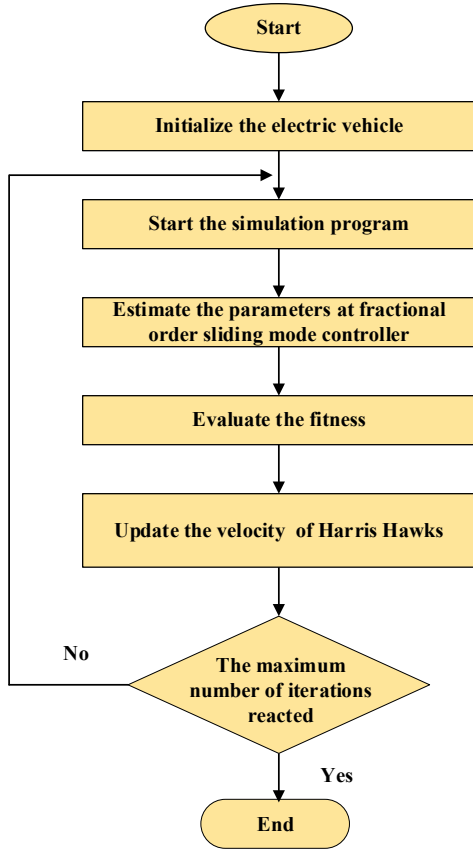 Start
Initialize the electric vehicle
Start the simulation program
Estimate the parameters at fractional
order sliding mode controller
Evaluate the fitness
Update the velocity of Harris Hawks
No
The maximum
number of iterations
reacted
Yes
End